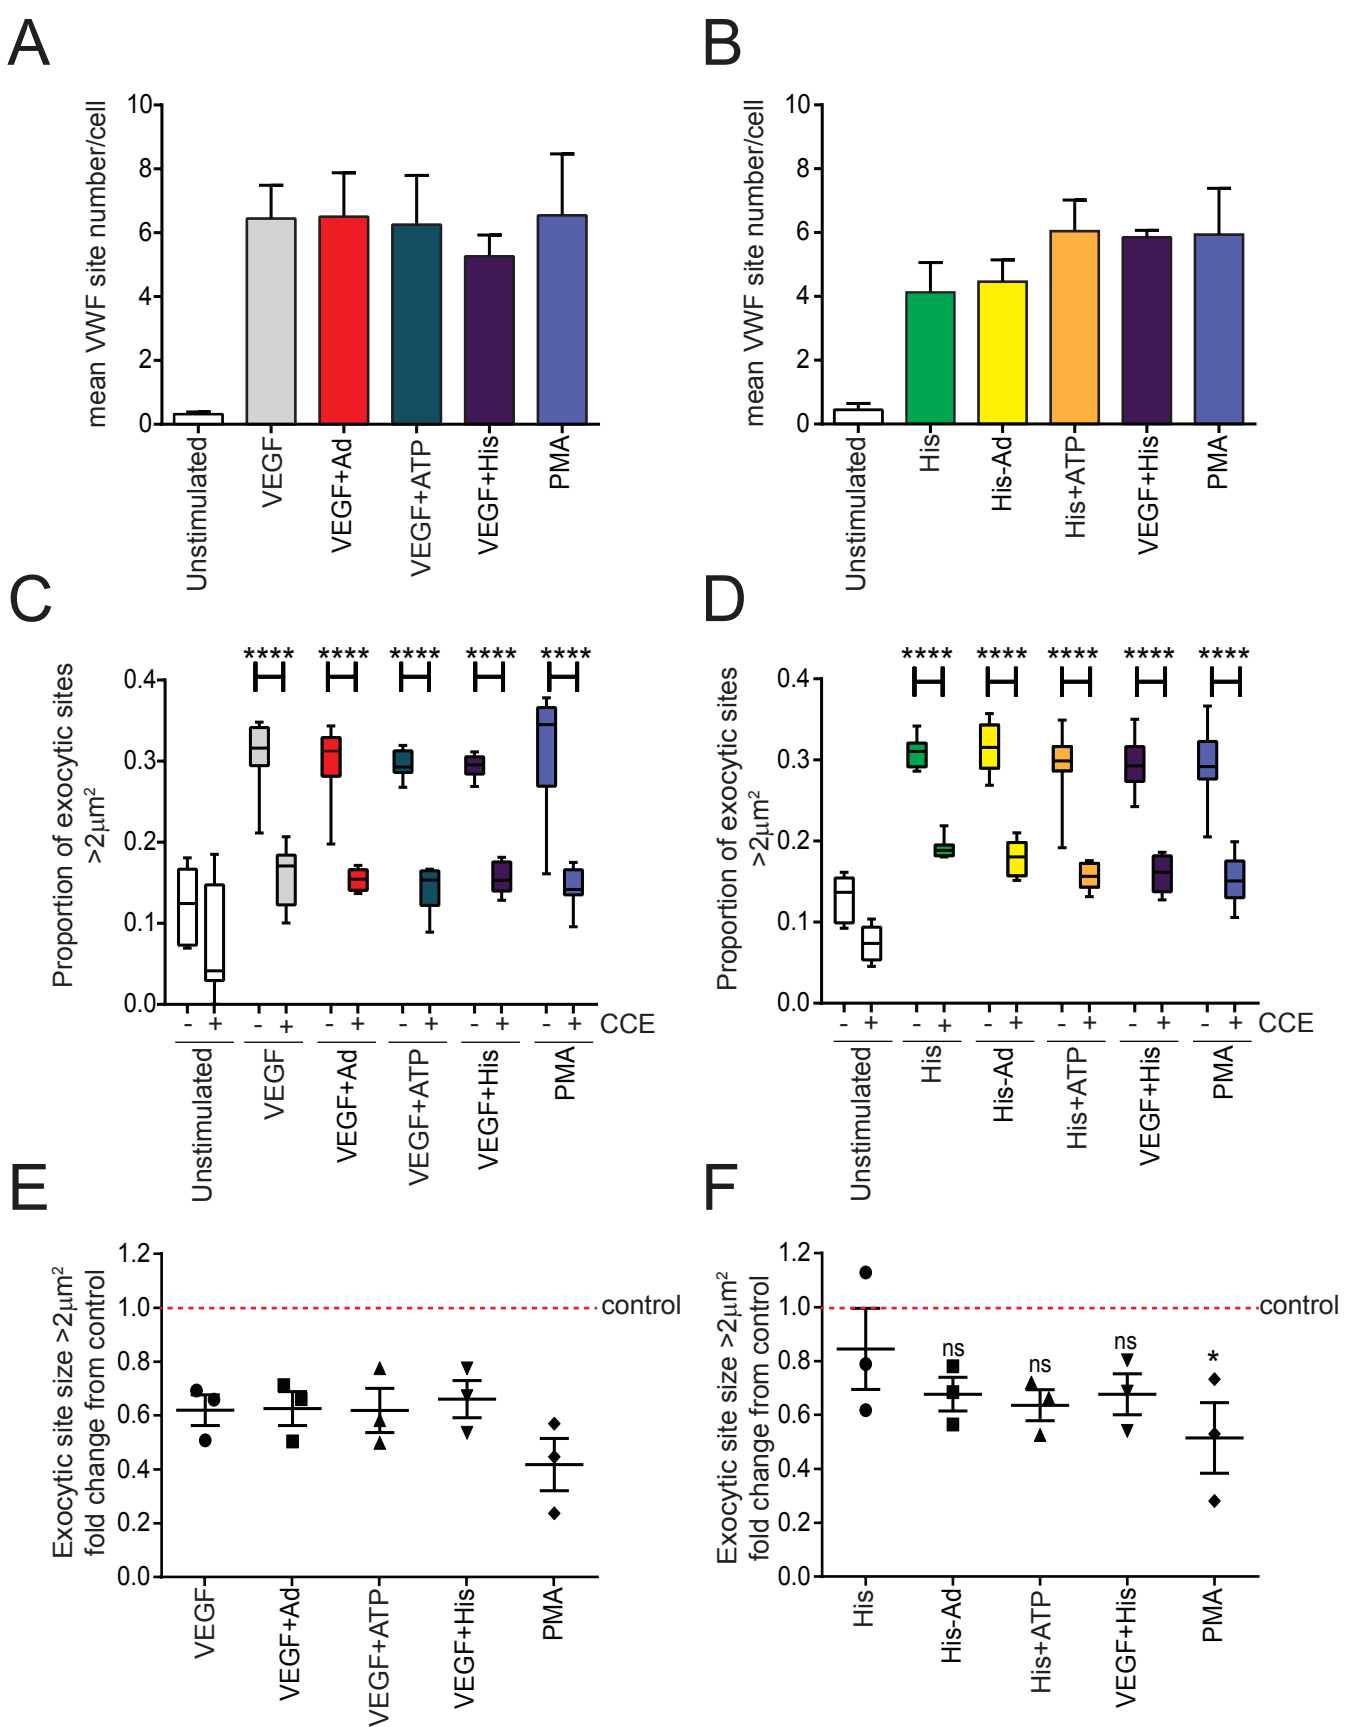 A
mean VWF site number/cell
10
8
6
4
2
0
Unstimulated
VEGF
VEGF+Ad
VEGF+ATP
VEGF+His
PMA
B
mean VWF site number/cell
10
8
6
4
2
0
Unstimulated
His
His-Ad
His+ATP
VEGF+His
PMA
C
Proportion of exocytic sites
>2μm²
0.4
0.3
0.2
0.1
0.0
**** **** **** **** ****
- + - + - + - + - + - + CCE
Unstimulated
VEGF
VEGF+Ad
VEGF+ATP
VEGF+His
PMA
D
Proportion of exocytic sites
>2μm²
0.4
0.3
0.2
0.1
0.0
**** **** **** **** ****
- + - + - + - + - + - + CCE
Unstimulated
His
His-Ad
His+ATP
VEGF+His
PMA
E
Exocytic site size >2μm²
fold change from control
1.2
1.0
0.8
0.6
0.4
0.2
0.0
control
VEGF
VEGF+Ad
VEGF+ATP
VEGF+His
PMA
F
Exocytic site size >2μm²
fold change from control
1.2
1.0
0.8
0.6
0.4
0.2
0.0
control
ns ns ns *
His
His-Ad
His+ATP
VEGF+His
PMA